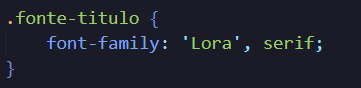 .fonte-titulo {
    font-family: 'Lora', serif;
}